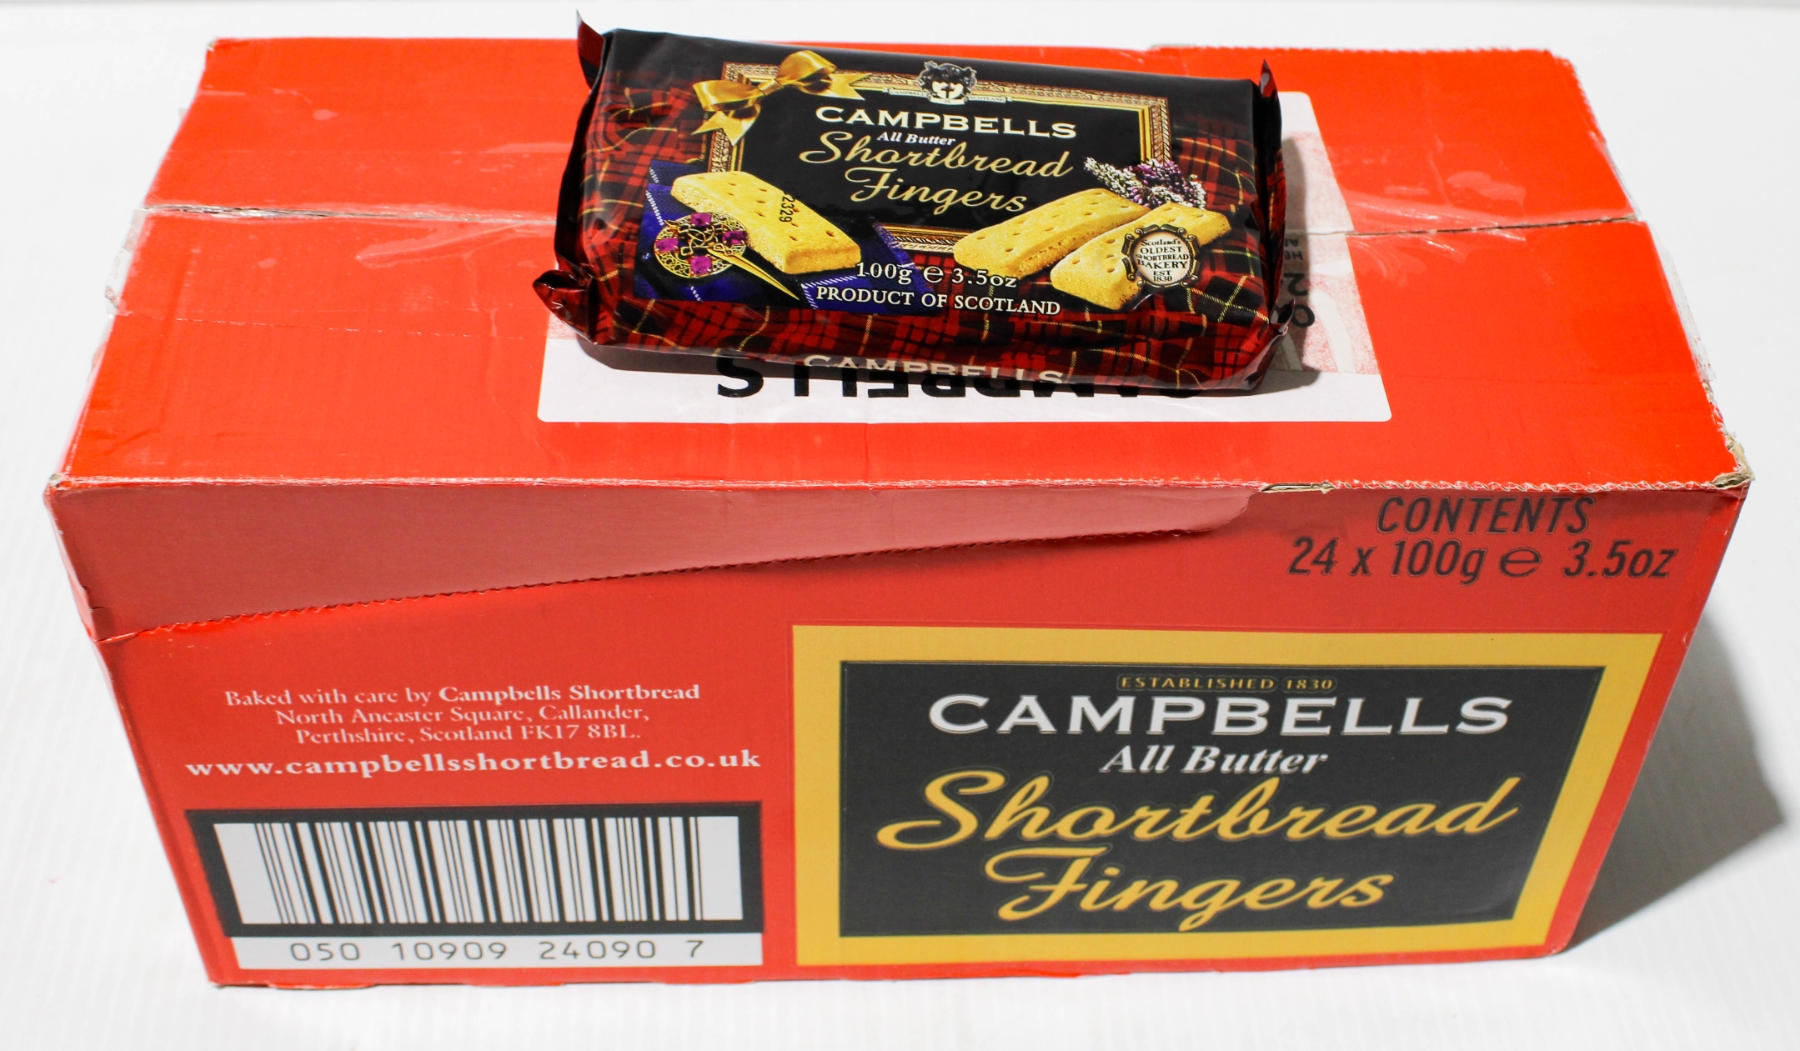 CAMPBELLS
All Butter
Shortbread
Fingers
2329
Scotland's
OLDEST
SHORTBREAD
BAKERY
EST
1830
100g ℮ 3.5oz
PRODUCT OF SCOTLAND
CAMPBELLS
CONTENTS
24 x 100g ℮ 3.5oz
Baked with care by Campbells Shortbread
North Ancaster Square, Callander,
Perthshire, Scotland FK17 8BL.
www.campbellsshortbread.co.uk
050 10909 24090 7
ESTABLISHED 1830
CAMPBELLS
All Butter
Shortbread
Fingers